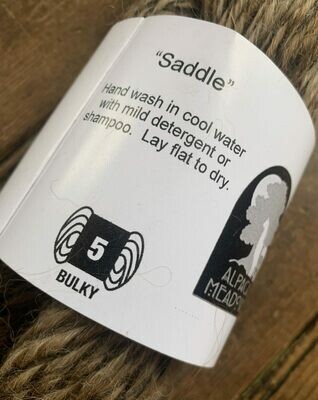 "Saddle"
Hand wash in cool water
with mild detergent or
shampoo. Lay flat to dry.
5
BULKY